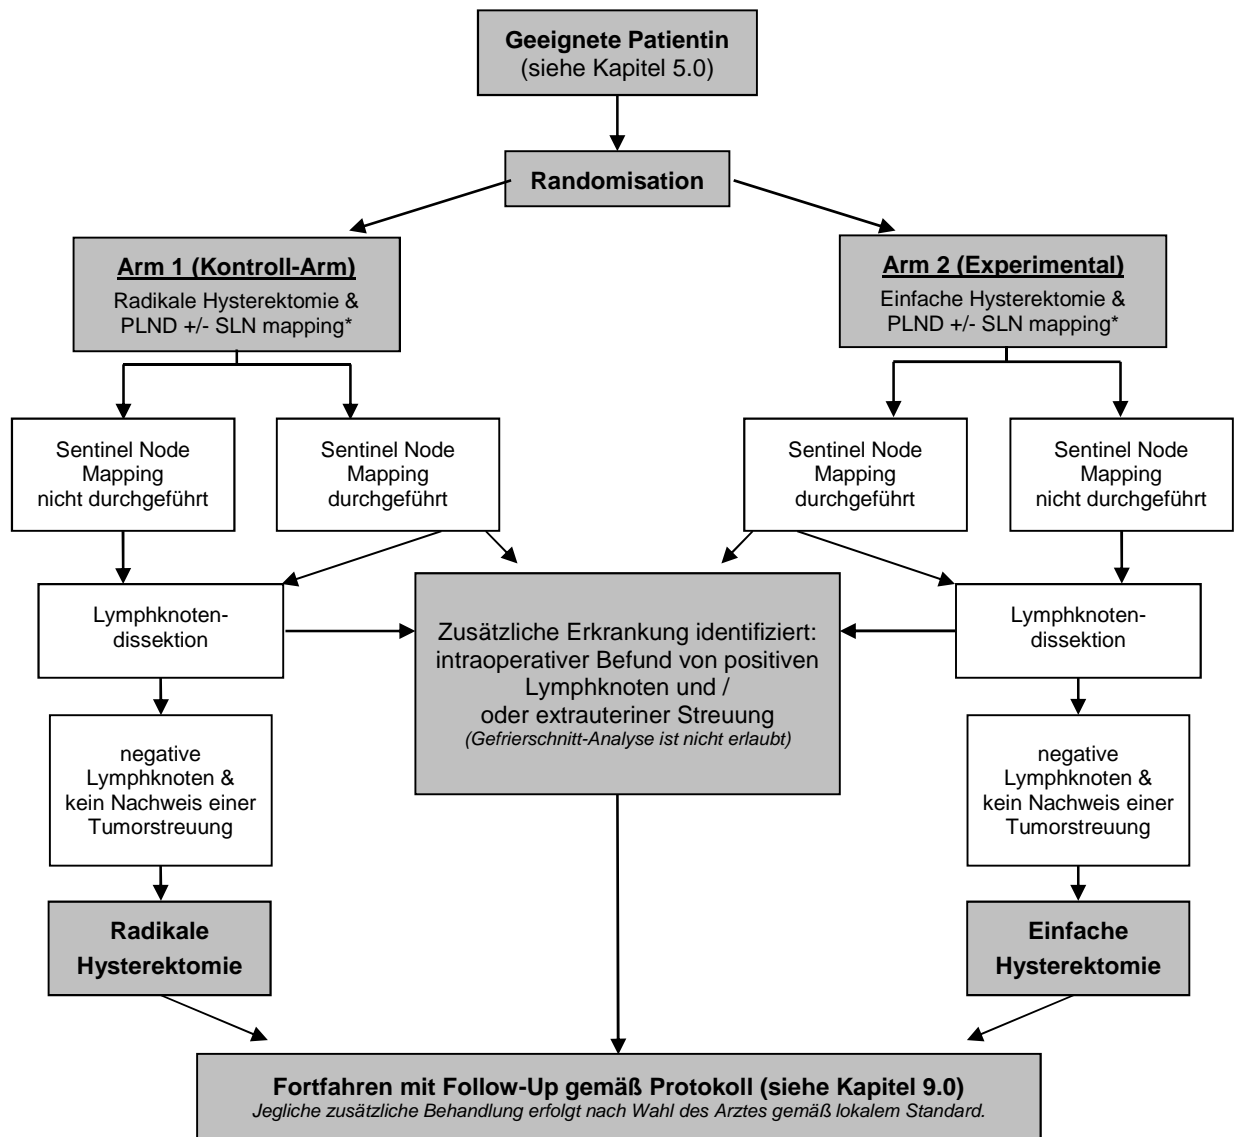 Geeignete Patientin
(siehe Kapitel 5.0)
Randomisation
Arm 1 (Kontroll-Arm)
Radikale Hysterektomie &
PLND +/- SLN mapping*
Arm 2 (Experimental)
Einfache Hysterektomie &
PLND +/- SLN mapping*
Sentinel Node
Mapping
nicht durchgeführt
Sentinel Node
Mapping
durchgeführt
Sentinel Node
Mapping
durchgeführt
Sentinel Node
Mapping
nicht durchgeführt
Lymphknoten-
dissektion
Zusätzliche Erkrankung identifiziert:
intraoperativer Befund von positiven
Lymphknoten und /
oder extrauteriner Streuung
(Gefrierschnitt-Analyse ist nicht erlaubt)
Lymphknoten-
dissektion
negative
Lymphknoten &
kein Nachweis einer
Tumorstreuung
negative
Lymphknoten &
kein Nachweis einer
Tumorstreuung
Radikale
Hysterektomie
Einfache
Hysterektomie
Fortfahren mit Follow-Up gemäß Protokoll (siehe Kapitel 9.0)
Jegliche zusätzliche Behandlung erfolgt nach Wahl des Arztes gemäß lokalem Standard.